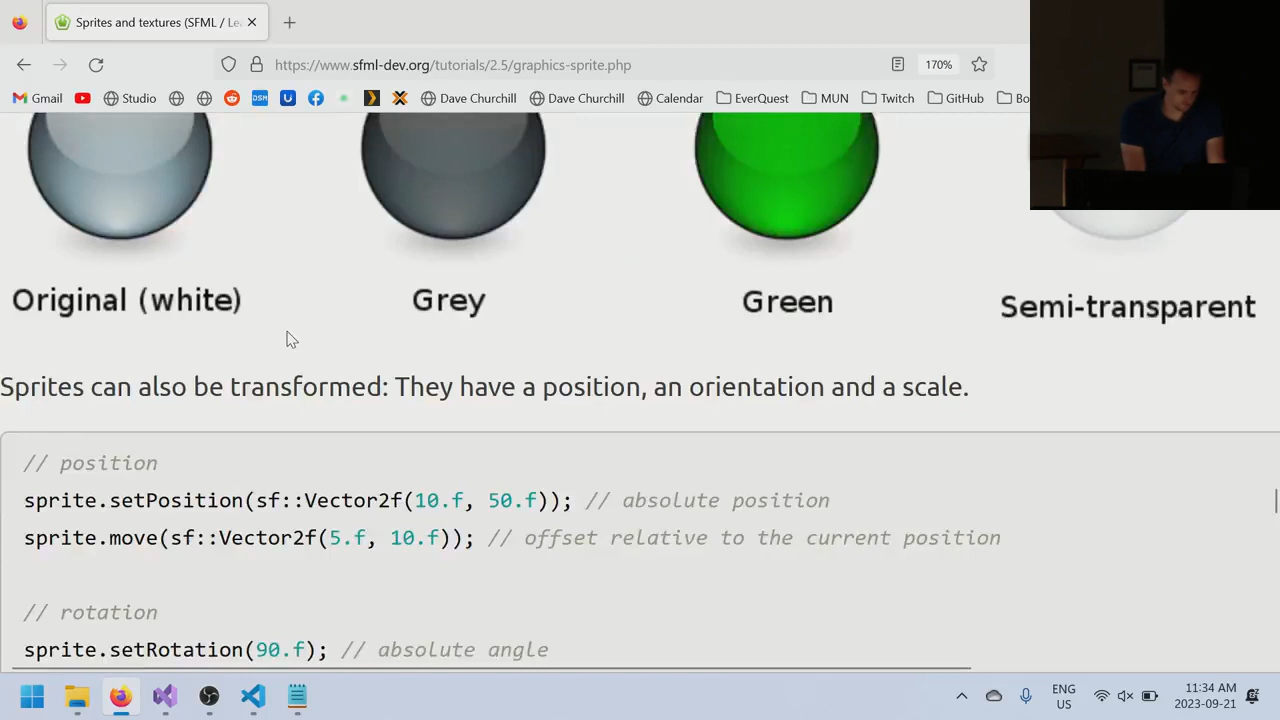 Sprites and textures (SFML / Le
https://www.sfml-dev.org/tutorials/2.5/graphics-sprite.php
170%
Gmail
Studio
Dave Churchill
Dave Churchill
Calendar
EverQuest
MUN
Twitch
GitHub
Bo
Original (white)
Grey
Green
Semi-transparent
Sprites can also be transformed: They have a position, an orientation and a scale.
// position
sprite.setPosition(sf::Vector2f(10.f, 50.f)); // absolute position
sprite.move(sf::Vector2f(5.f, 10.f)); // offset relative to the current position
// rotation
sprite.setRotation(90.f); // absolute angle
ENG
US
11:34 AM
2023-09-21